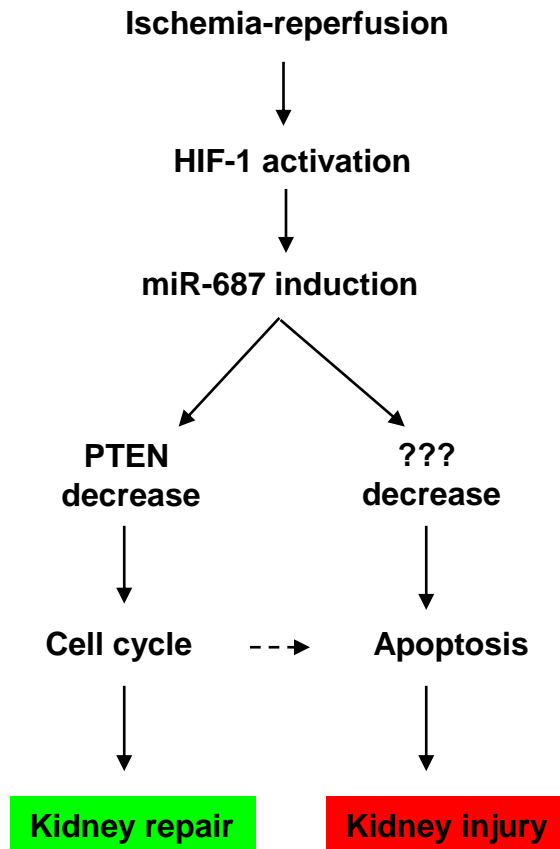 Ischemia-reperfusion
HIF-1 activation
miR-687 induction
PTEN
decrease
???
decrease
Cell cycle
Apoptosis
Kidney repair
Kidney injury